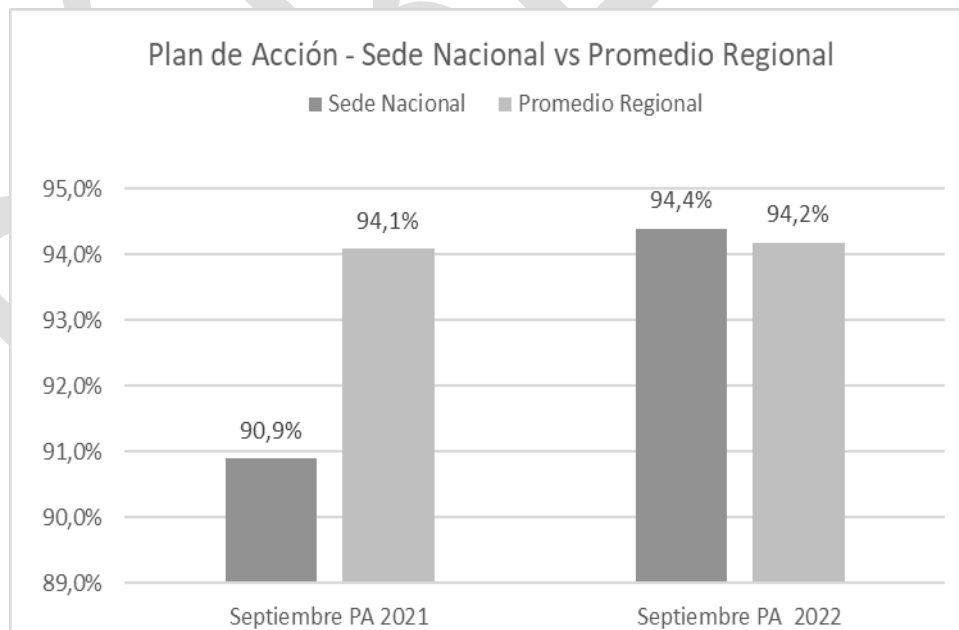 Plan de Acción - Sede Nacional vs Promedio Regional
Sede Nacional Promedio Regional
95,0%
94,0%
93,0%
92,0%
91,0%
90,0%
89,0%
90,9%
94,1%
94,4%
94,2%
Septiembre PA 2021
Septiembre PA 2022